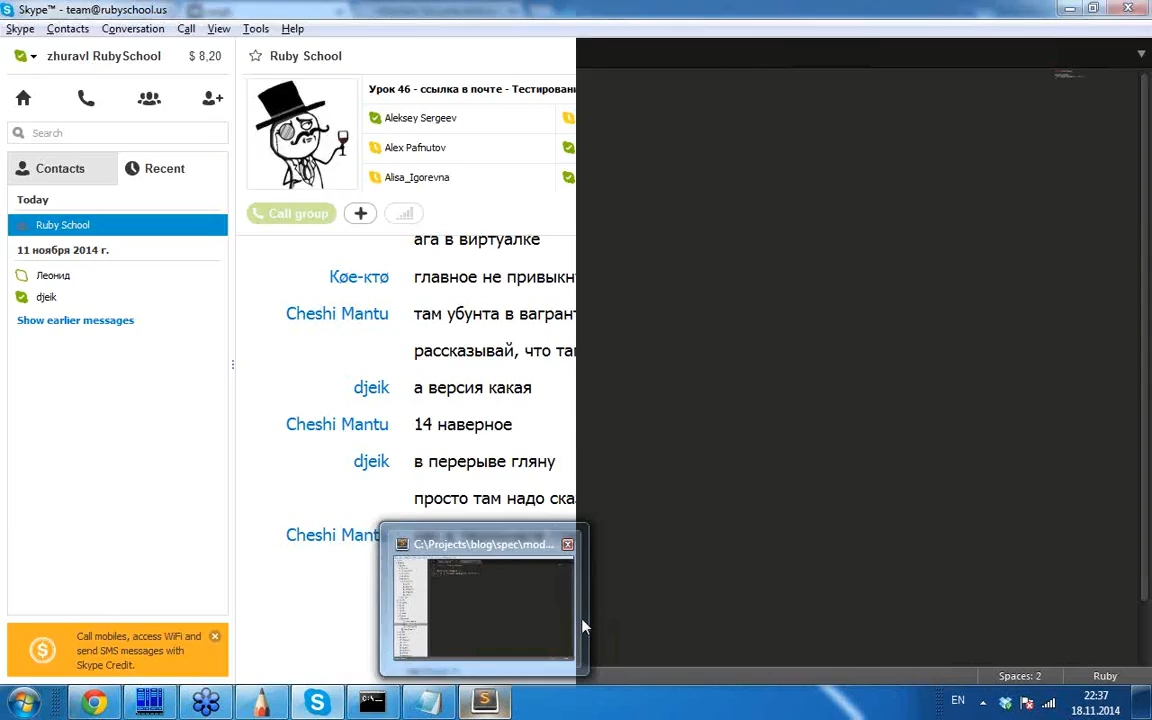 Skype™ - team@rubyschool.us
Skype Contacts Conversation Call View Tools Help
zhuravl RubySchool $ 8,20
Ruby School
Урок 46 - ссылка в почте - Тестировани
Aleksey Sergeev
Alex Pafnutov
Alisa_Igorevna
Search
Contacts
Recent
Call group
Today
Ruby School
11 ноября 2014 г.
Леонид
djeik
Show earlier messages
ага в виртуалке
Køe-ктø главное не привыкн
Cheshi Mantu там убунта в вагрант
рассказывай, что та
djeik а версия какая
Cheshi Mantu 14 наверное
djeik в перерыве гляну
просто там надо ска
Cheshi Mant
C:\Projects\blog\spec\mod...
Call mobiles, access WiFi and
send SMS messages with
Skype Credit.
Spaces: 2 Ruby
EN
22:37
18.11.2014